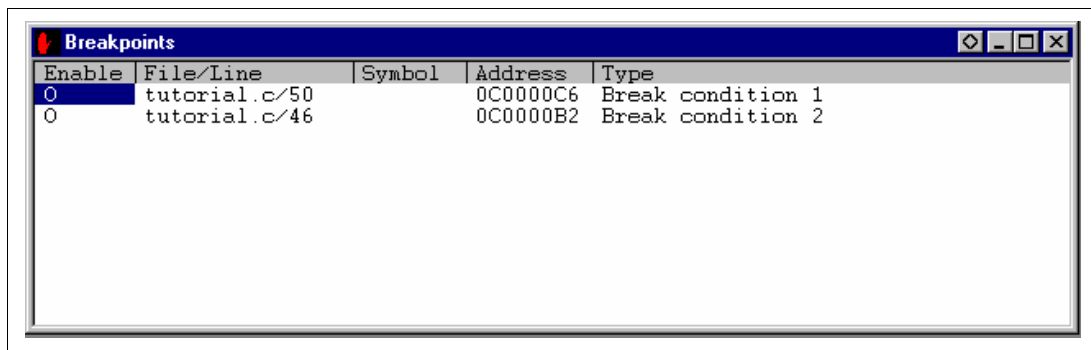 Breakpoints
Enable File/Line Symbol Address Type
O tutorial.c/50 0C0000C6 Break condition 1
O tutorial.c/46 0C0000B2 Break condition 2